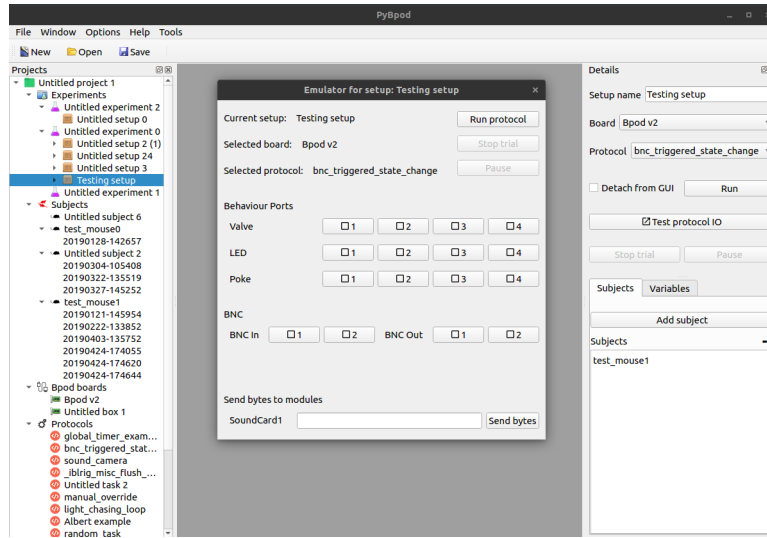 PyBpod
File Window Options Help Tools
New Open Save
Projects
Untitled project 1
Experiments
Untitled experiment 2
Untitled setup 0
Untitled experiment 0
Untitled setup 2 (1)
Untitled setup 24
Untitled setup 3
Testing setup
Untitled experiment 1
Subjects
Untitled subject 6
test_mouse0
20190128-142657
Untitled subject 2
20190304-105408
20190322-135519
20190327-145252
test_mouse1
20190121-145954
20190222-133852
20190403-135752
20190424-174055
20190424-174620
20190424-174644
Bpod boards
Bpod v2
Untitled box 1
Protocols
global_timer_exam...
bnc_triggered_stat...
sound_camera
_iblrig_misc_flush_...
Untitled task 2
manual_override
light_chasing_loop
Albert example
random_task
Emulator for setup: Testing setup
Current setup: Testing setup Run protocol
Selected board: Bpod v2 Stop trial
Selected protocol: bnc_triggered_state_change Pause
Behaviour Ports
Valve 1 2 3 4
LED 1 2 3 4
Poke 1 2 3 4
BNC
BNC In 1 2 BNC Out 1 2
Send bytes to modules
SoundCard1 Send bytes
Details
Setup name Testing setup
Board Bpod v2
Protocol bnc_triggered_state_change
Detach from GUI Run
Test protocol IO
Stop trial Pause
Subjects Variables
Add subject
Subjects
test_mouse1